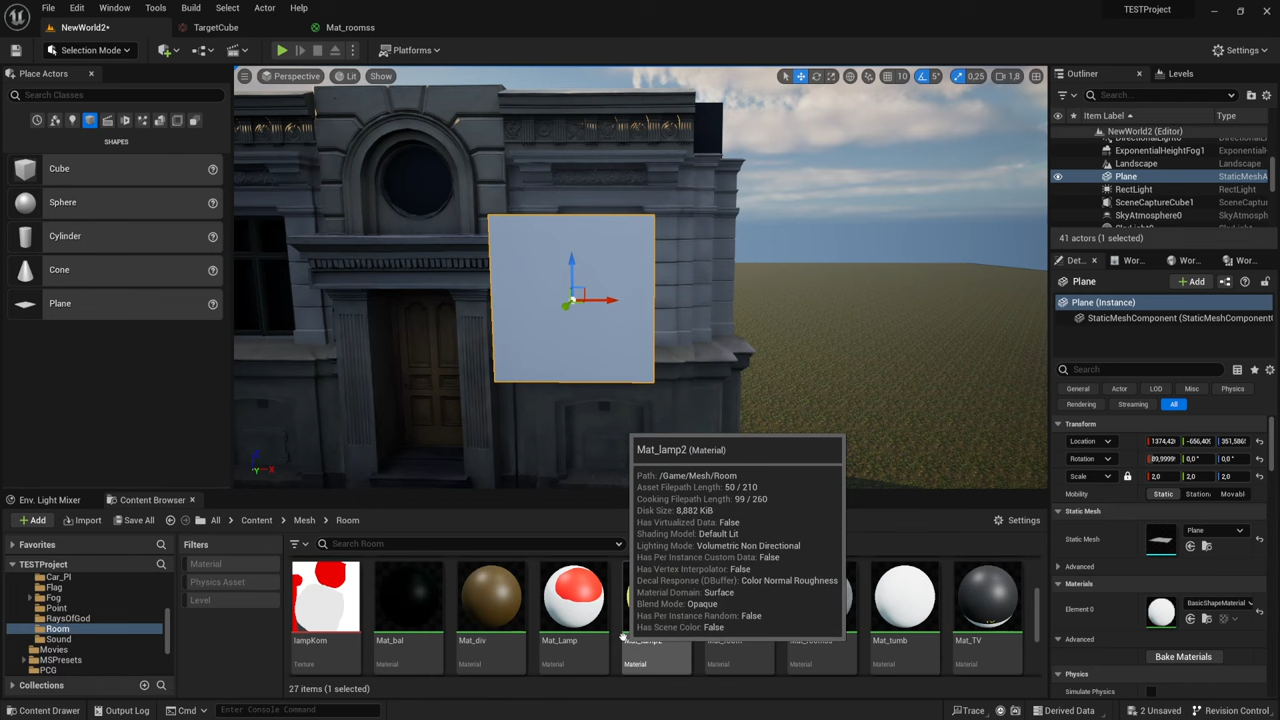 File Edit Window Tools Build Select Actor Help
TESTProject
NewWorld2* TargetCube Mat_roomss
Selection Mode Platforms Settings
Place Actors
Search Classes
SHAPES
Cube
Sphere
Cylinder
Cone
Plane
Perspective Lit Show 10 5° 0,25 1,8
Outliner Levels
Search...
Item Label Type
NewWorld2 (Editor)
ExponentialHeightFog1 Exponential
Landscape Landscape
Plane StaticMeshA
RectLight RectLight
SceneCaptureCube1 SceneCaptur
SkyAtmosphere0 SkyAtmosphe
41 actors (1 selected)
Det... Wor... Wor... Wor...
Plane Add
Plane (Instance)
StaticMeshComponent (StaticMeshComponent
Search
General Actor LOD Misc Physics
Rendering Streaming All
Transform
Location 1374,42 -656,40 351,586
Rotation 89,9999 0,0° 0,0°
Scale 2,0 2,0 2,0
Mobility Static Station Movabl
Static Mesh
Static Mesh Plane
Advanced
Materials
Element 0 BasicShapeMaterial
Advanced
Bake Materials
Physics
Simulate Physics
Mat_lamp2 (Material)
Path: /Game/Mesh/Room
Asset Filepath Length: 50 / 210
Cooking Filepath Length: 99 / 260
Disk Size: 8,882 KiB
Has Virtualized Data: False
Shading Model: Default Lit
Lighting Mode: Volumetric Non Directional
Has Per Instance Custom Data: False
Has Vertex Interpolator: False
Decal Response (DBuffer): Color Normal Roughness
Material Domain: Surface
Blend Mode: Opaque
Has Per Instance Random: False
Has Scene Color: False
Env. Light Mixer Content Browser
Add Import Save All All Content Mesh Room Settings
Favorites
TESTProject
Car_Pl
Flag
Fog
Point
RaysOfGod
Room
Sound
Movies
MSPresets
PCG
Collections
Filters
Material
Physics Asset
Level
Search Room
lampKom Mat_bal Mat_div Mat_Lamp Mat_lamp2 Mat_room Mat_roomss Mat_tumb Mat_TV
Texture Material Material Material Material Material Material Material Material
27 items (1 selected)
Content Drawer Output Log Cmd Enter Console Command Trace Derived Data 2 Unsaved Revision Control